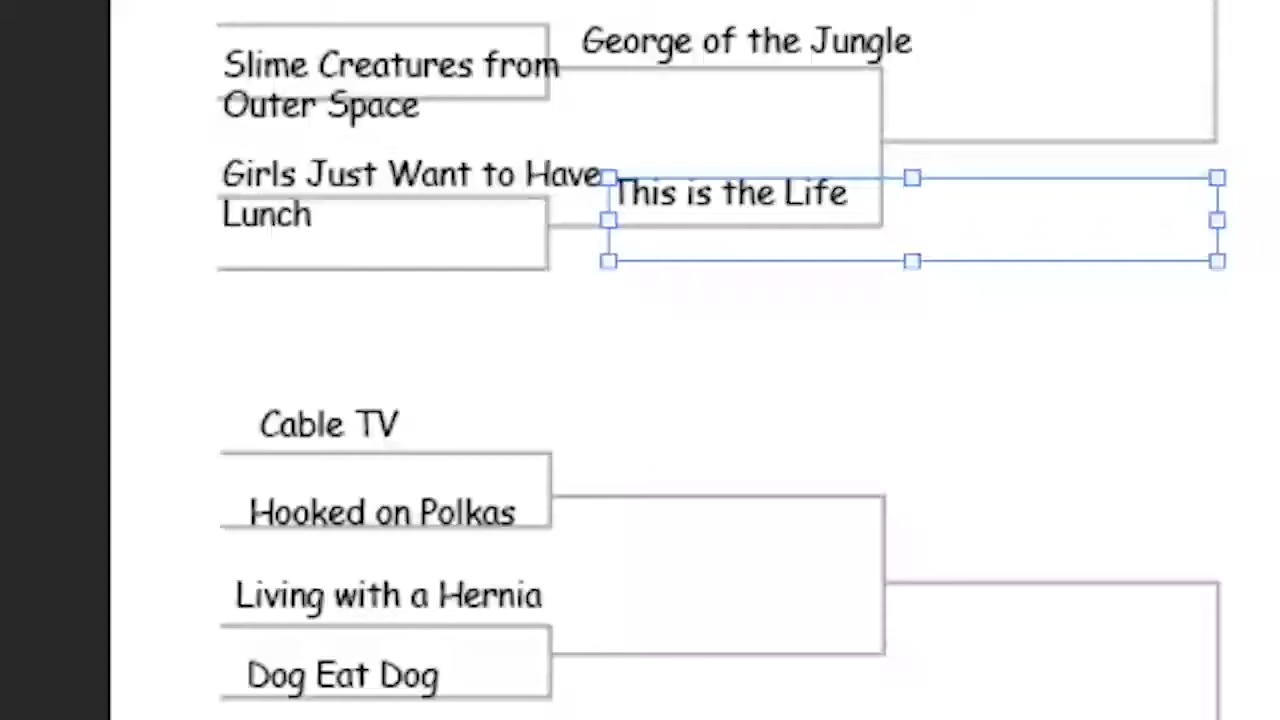 George of the Jungle
Slime Creatures from
Outer Space
Girls Just Want to Have
Lunch
This is the Life
Cable TV
Hooked on Polkas
Living with a Hernia
Dog Eat Dog